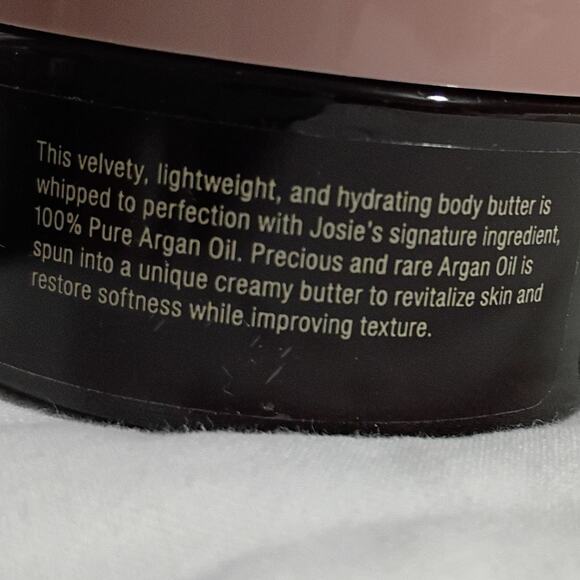 This velvety, lightweight, and hydrating body butter is
whipped to perfection with Josie's signature ingredient,
100% Pure Argan Oil. Precious and rare Argan Oil is
spun into a unique creamy butter to revitalize skin and
restore softness while improving texture.